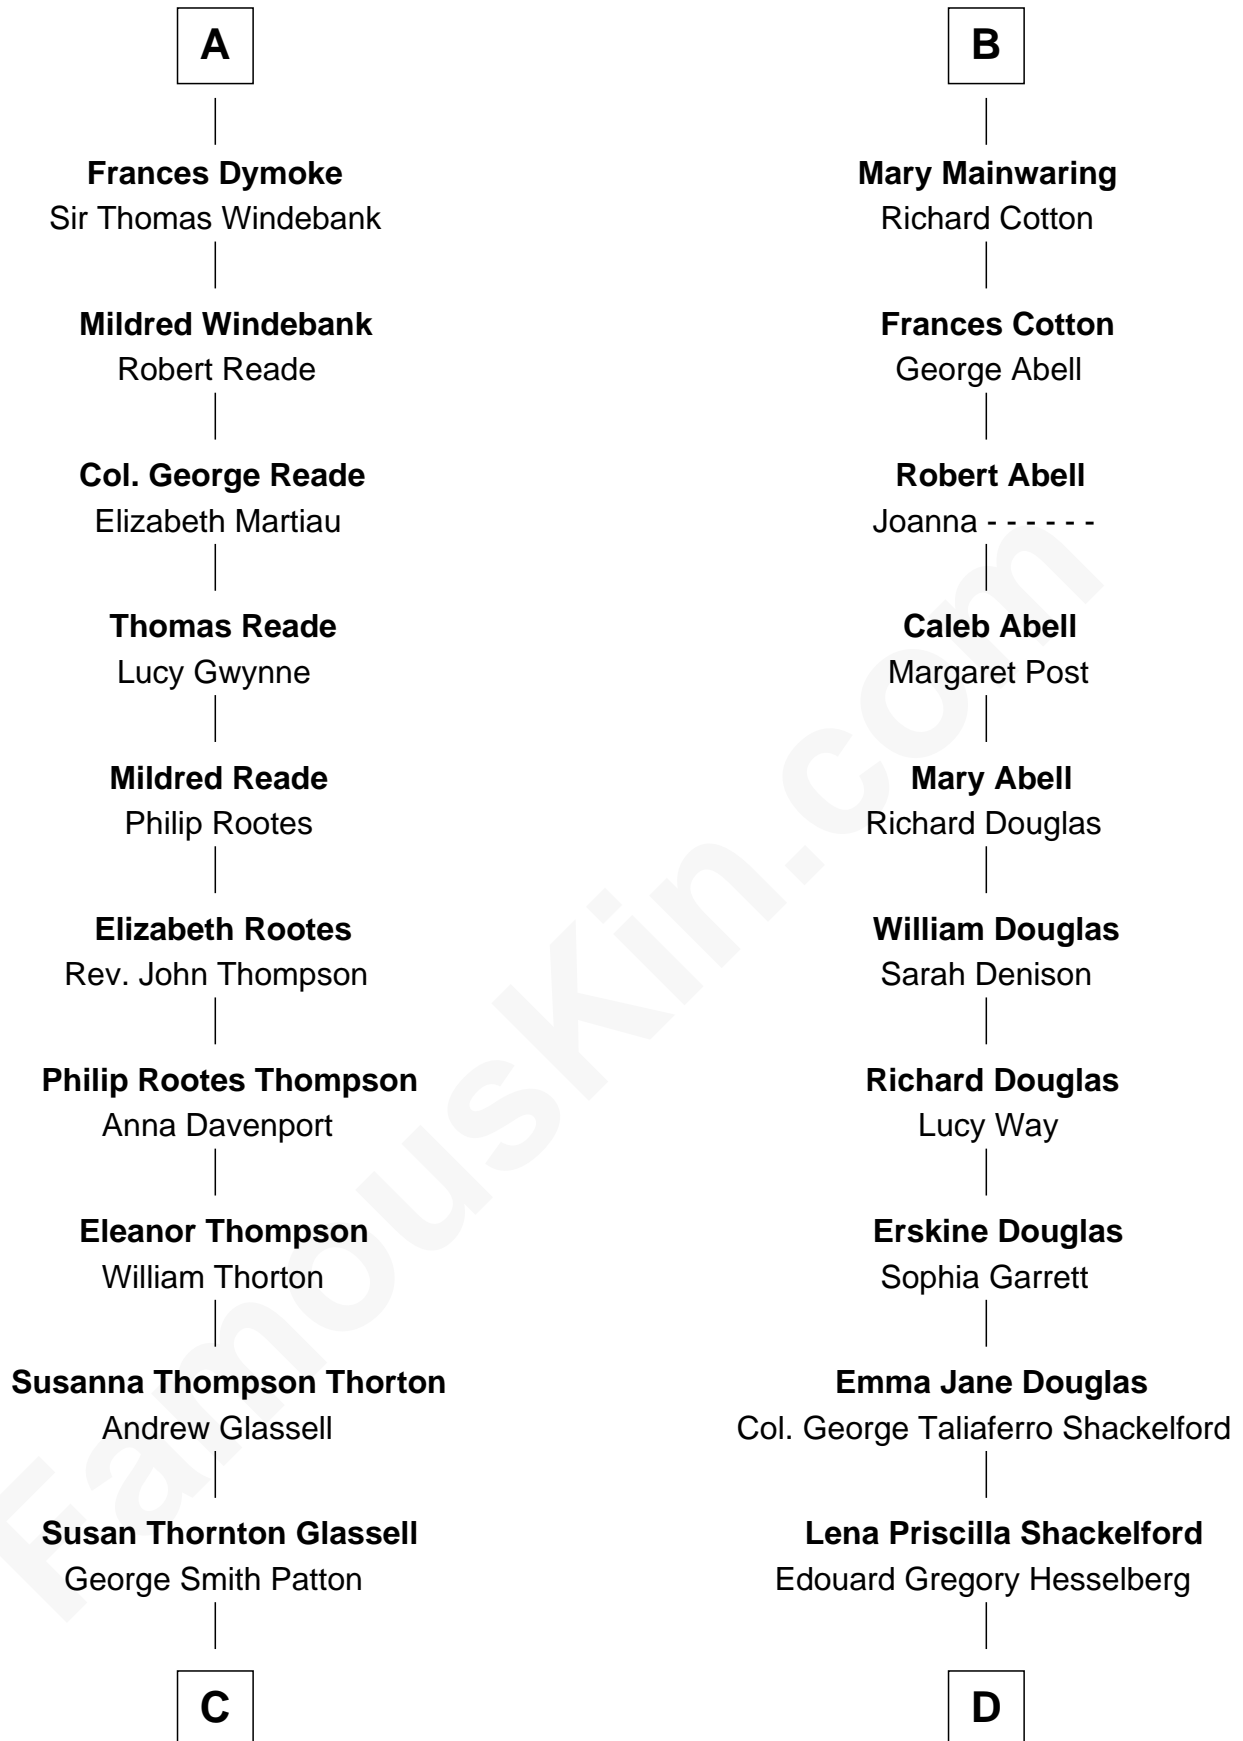 A
Frances Dymoke
Sir Thomas Windebank
Mildred Windebank
Robert Reade
Col. George Reade
Elizabeth Martiau
Thomas Reade
Lucy Gwynne
Mildred Reade
Philip Rootes
Elizabeth Rootes
Rev. John Thompson
Philip Rootes Thompson
Anna Davenport
Eleanor Thompson
William Thorton
Susanna Thompson Thorton
Andrew Glassell
Susan Thornton Glassell
George Smith Patton
C
B
Mary Mainwaring
Richard Cotton
Frances Cotton
George Abell
Robert Abell
Joanna - - - - - -
Caleb Abell
Margaret Post
Mary Abell
Richard Douglas
William Douglas
Sarah Denison
Richard Douglas
Lucy Way
Erskine Douglas
Sophia Garrett
Emma Jane Douglas
Col. George Taliaferro Shackelford
Lena Priscilla Shackelford
Edouard Gregory Hesselberg
D
FamousKin.com